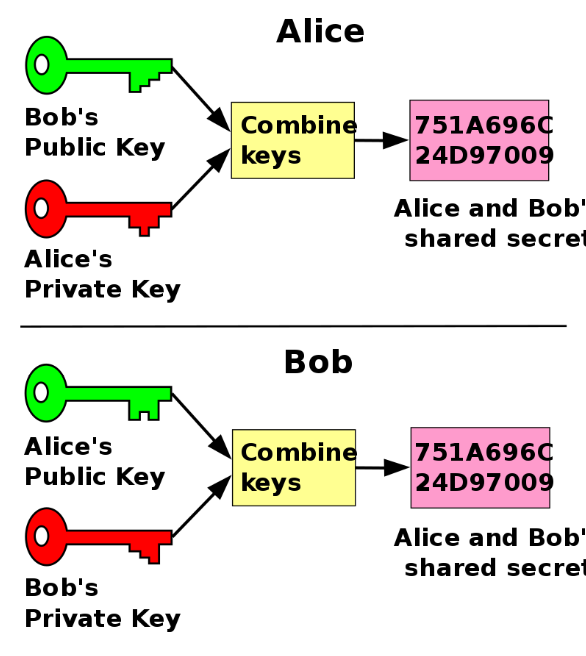 Alice
Bob's
Public Key
Combine
keys
751A696C
24D97009
Alice's
Private Key
Alice and Bob'
shared secret
Bob
Alice's
Public Key
Combine
keys
751A696C
24D97009
Bob's
Private Key
Alice and Bob'
shared secret